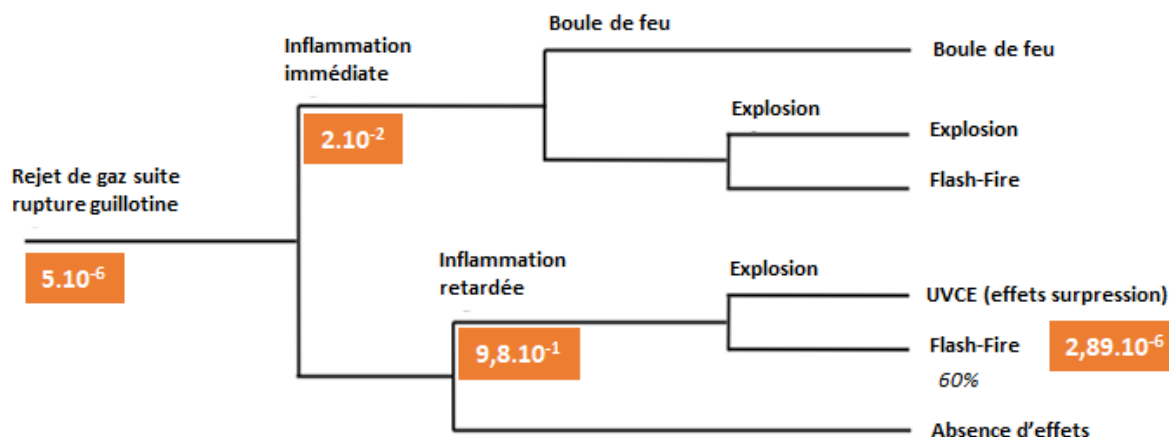 Boule de feu
Boule de feu
Inflammation
immédiate
2.10⁻²
Explosion
Explosion
Flash-Fire
Rejet de gaz suite
rupture guillotine
5.10⁻⁶
Inflammation
retardée
9,8.10⁻¹
Explosion
UVCE (effets surpression)
Flash-Fire
2,89.10⁻⁶
60%
Absence d’effets